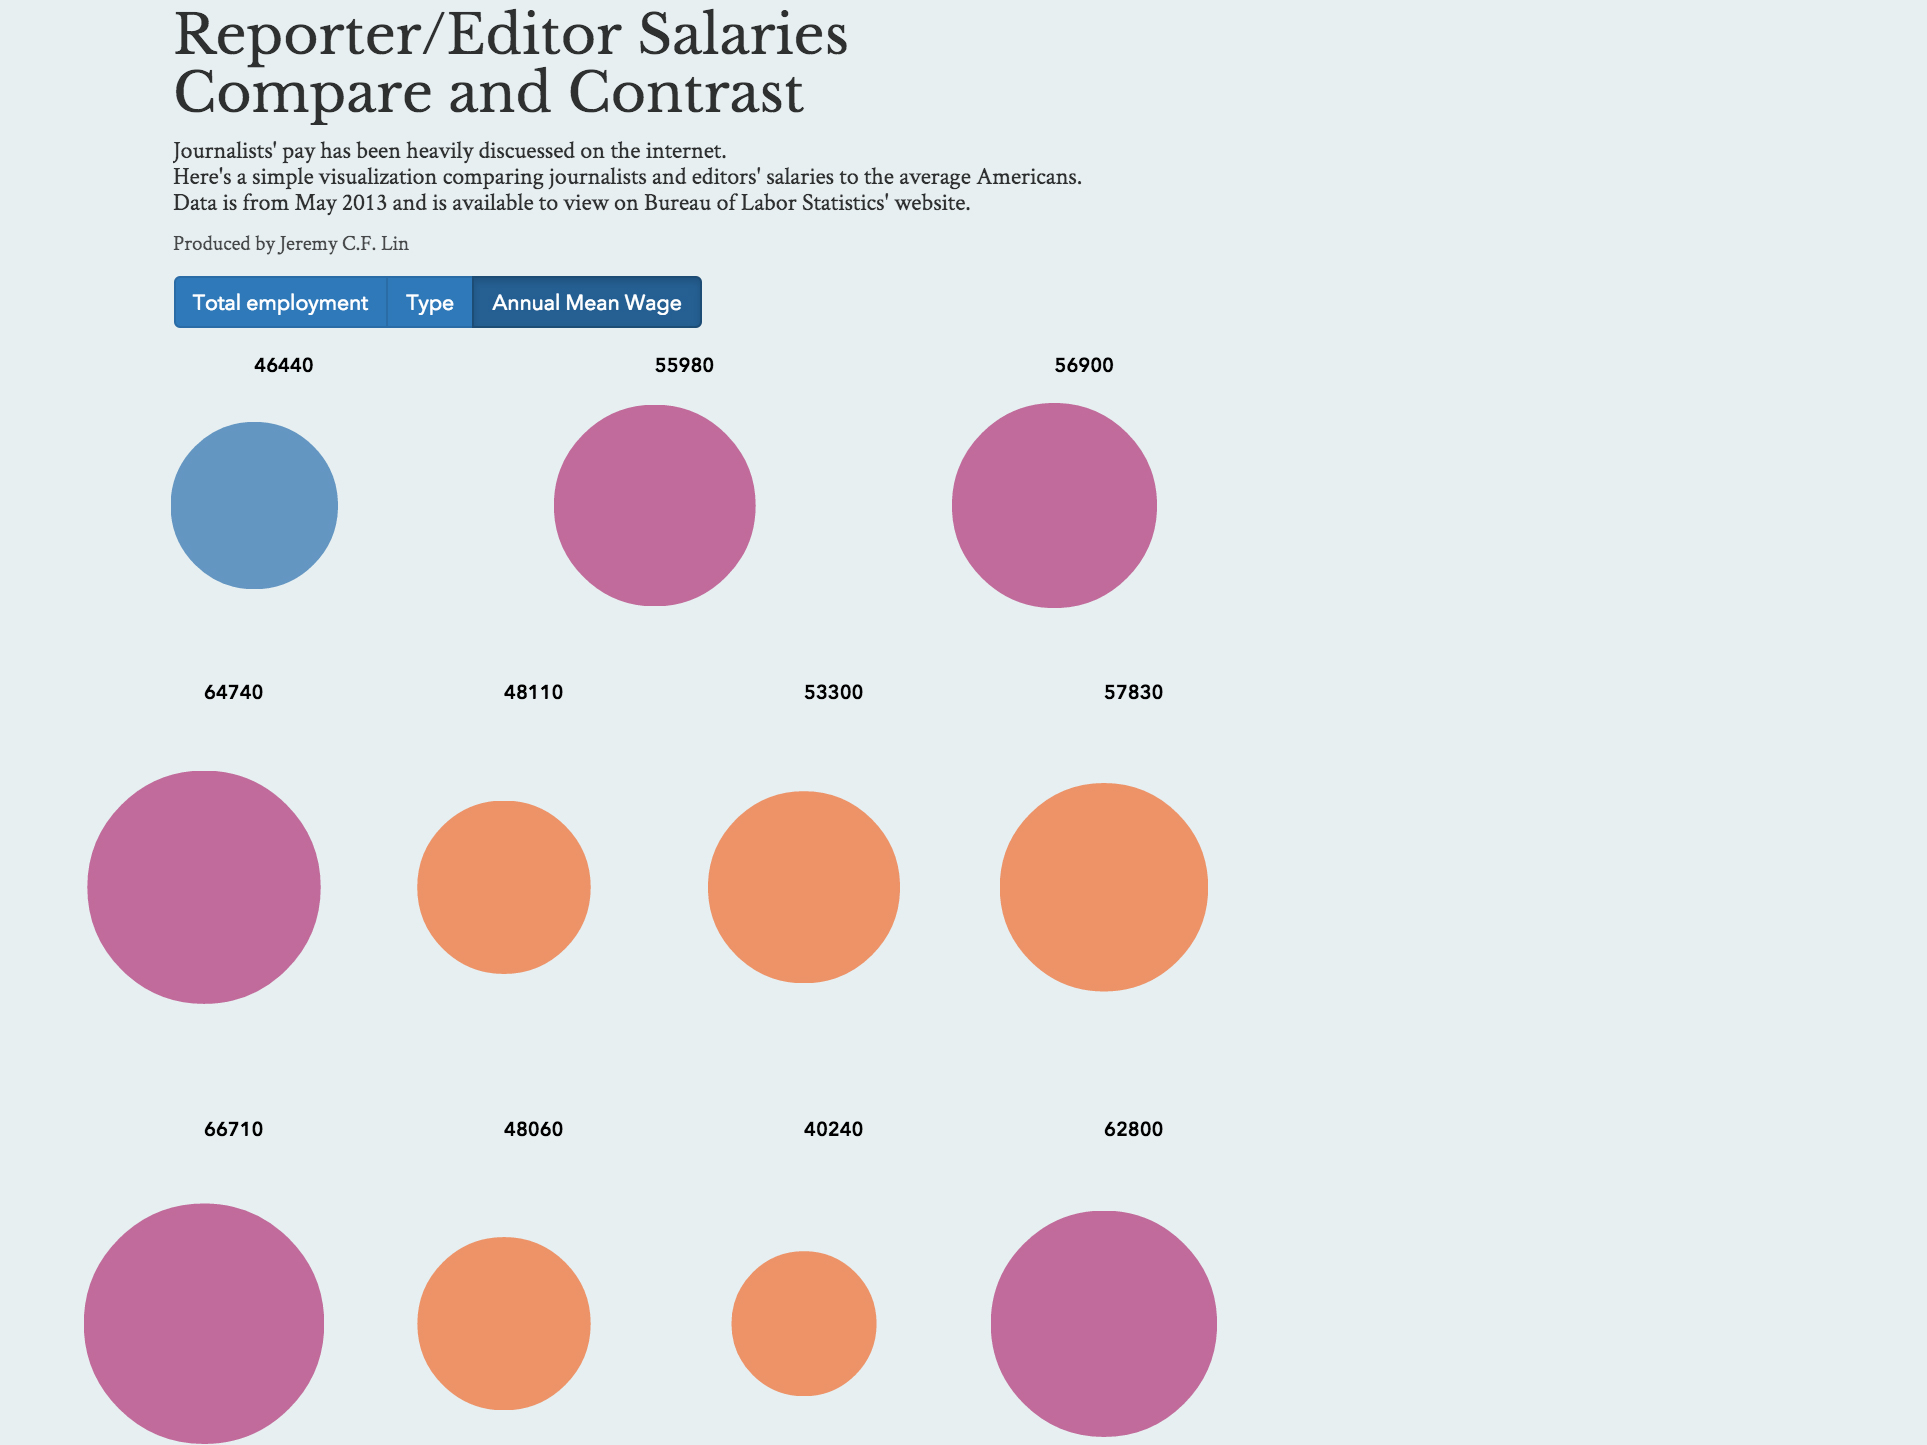 Reporter/Editor Salaries
Compare and Contrast
Journalists' pay has been heavily discuessed on the internet.
Here's a simple visualization comparing journalists and editors' salaries to the average Americans.
Data is from May 2013 and is available to view on Bureau of Labor Statistics' website.
Produced by Jeremy C.F. Lin
Total employment Type Annual Mean Wage
46440 55980 56900
64740 48110 53300 57830
66710 48060 40240 62800